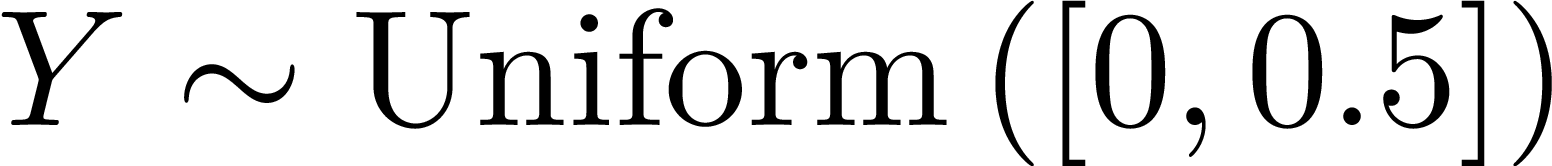 Y ∼ Uniform ([0, 0.5])